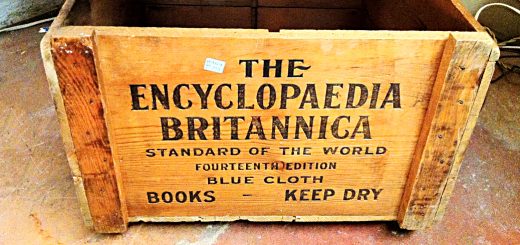 THE
ENCYCLOPAEDIA
BRITANNICA
STANDARD OF THE WORLD
FOURTEENTH EDITION
BLUE CLOTH
BOOKS - KEEP DRY